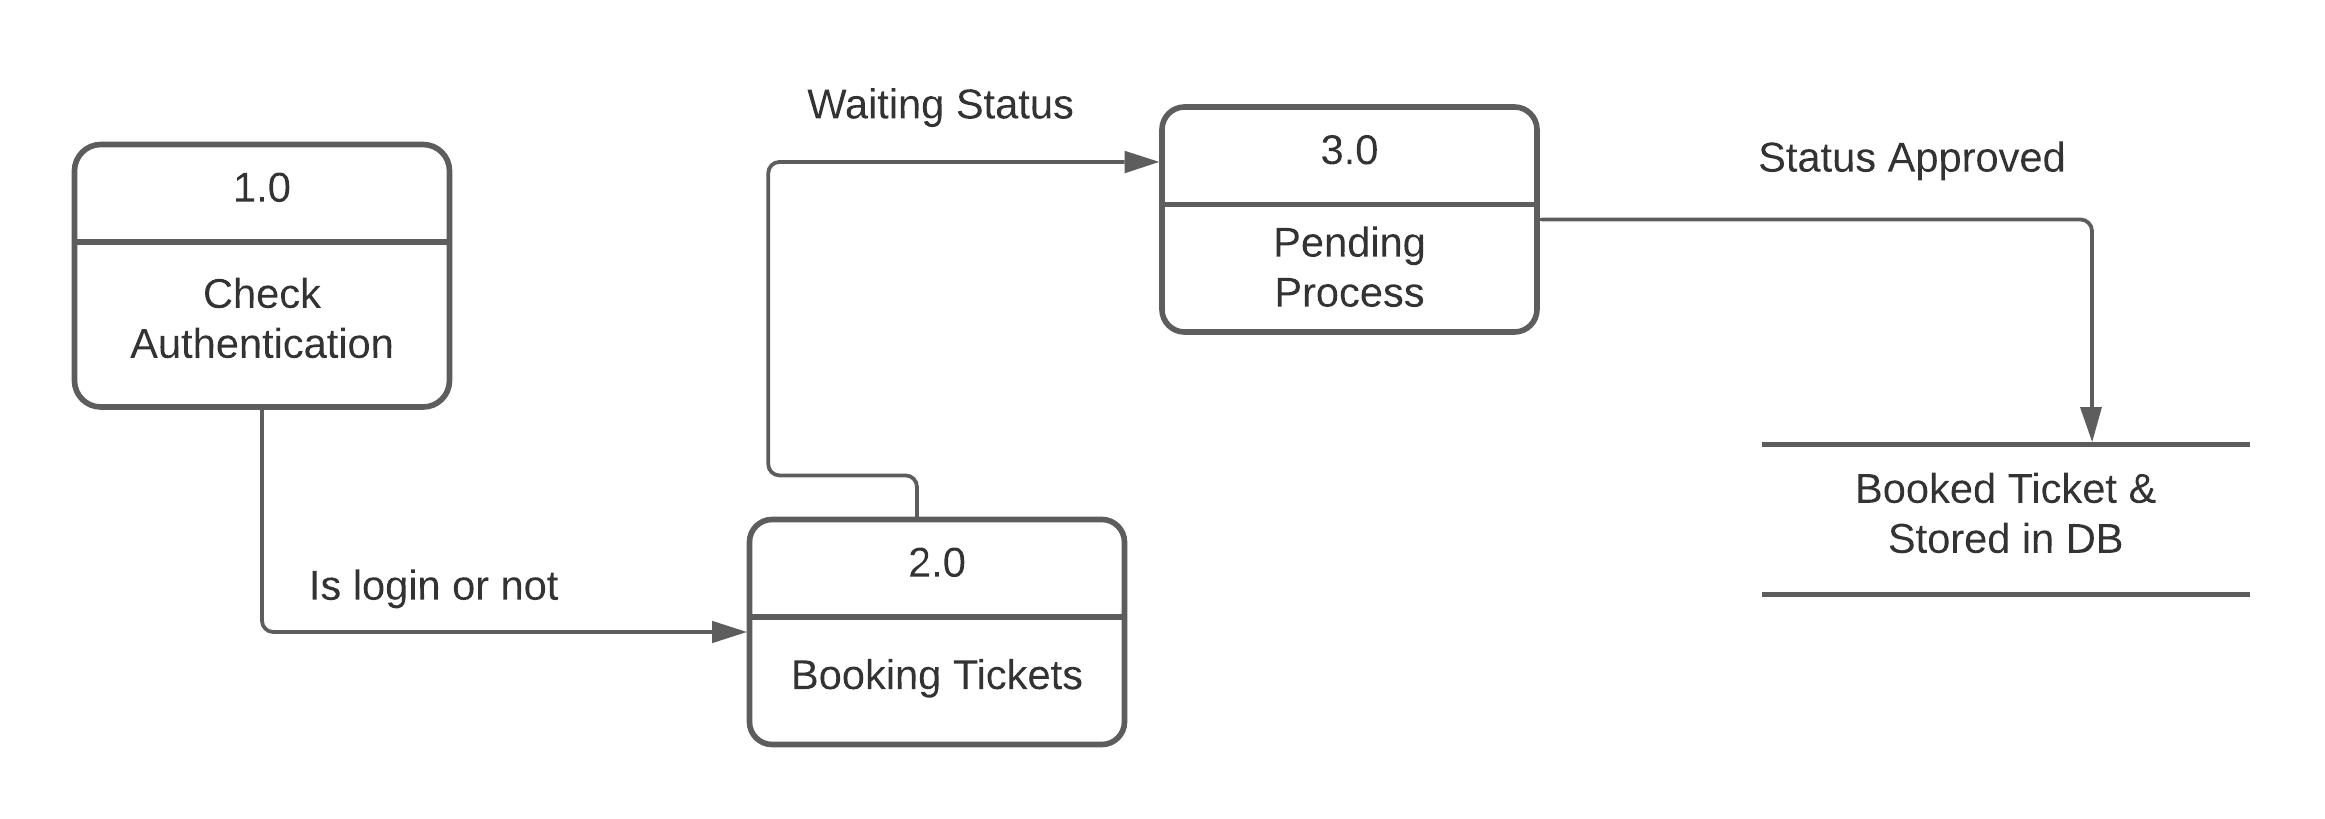 1.0
Check
Authentication
Is login or not
2.0
Booking Tickets
Waiting Status
3.0
Pending
Process
Status Approved
Booked Ticket &
Stored in DB